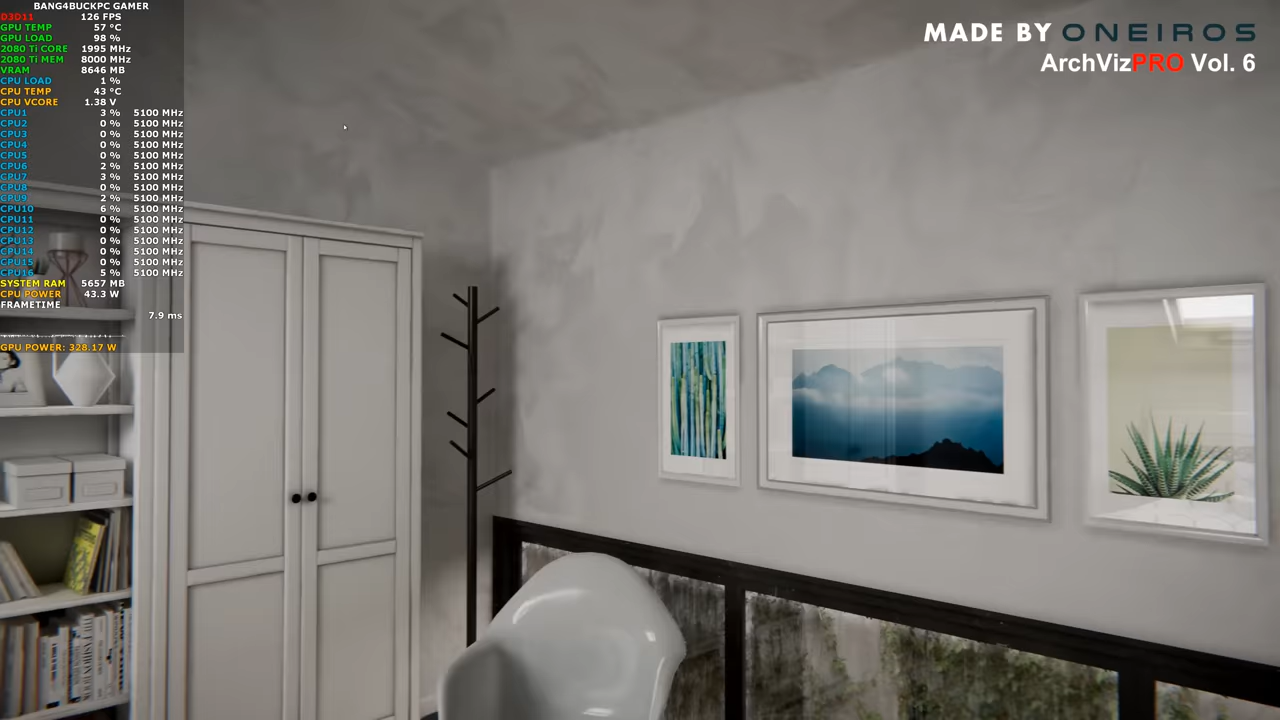 BANG4BUCKPC GAMER
D3D11 126 FPS
GPU TEMP 57 °C
GPU LOAD 98 %
2080 Ti CORE 1995 MHz
2080 Ti MEM 8000 MHz
VRAM 8646 MB
CPU LOAD 1 %
CPU TEMP 43 °C
CPU VCORE 1.38 V
CPU1 3 % 5100 MHz
CPU2 0 % 5100 MHz
CPU3 0 % 5100 MHz
CPU4 0 % 5100 MHz
CPU5 0 % 5100 MHz
CPU6 2 % 5100 MHz
CPU7 3 % 5100 MHz
CPU8 0 % 5100 MHz
CPU9 2 % 5100 MHz
CPU10 6 % 5100 MHz
CPU11 0 % 5100 MHz
CPU12 0 % 5100 MHz
CPU13 0 % 5100 MHz
CPU14 0 % 5100 MHz
CPU15 0 % 5100 MHz
CPU16 5 % 5100 MHz
SYSTEM RAM 5657 MB
CPU POWER 43.3 W
FRAMETIME
7.9 ms
GPU POWER: 328.17 W
MADE BY ONEIROS
ArchVizPRO Vol. 6